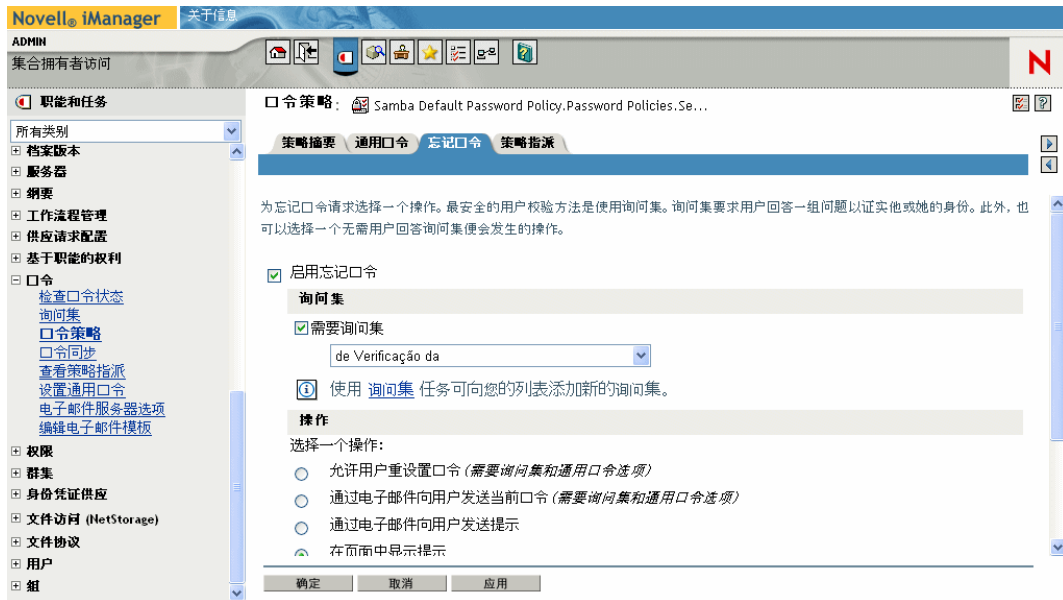 Novell® iManager
关于信息
ADMIN
集合拥有者访问
N
职能和任务
所有类别
档案版本
服务器
纲要
工作流程管理
供应请求配置
基于职能的权利
口令
检查口令状态
询问集
口令策略
口令同步
查看策略指派
设置通用口令
电子邮件服务器选项
编辑电子邮件模板
权限
群集
身份凭证供应
文件访问 (NetStorage)
文件协议
用户
组
口令策略: Samba Default Password Policy.Password Policies.Se...
策略摘要 通用口令 忘记口令 策略指派
为忘记口令请求选择一个操作。最安全的用户校验方法是使用询问集。询问集要求用户回答一组问题以证实他或她的身份。此外, 也
可以选择一个无需用户回答询问集便会发生的操作。
启用忘记口令
询问集
需要询问集
de Verificação da
使用 询问集 任务可向您的列表添加新的询问集。
操作
选择一个操作:
允许用户重设置口令 (需要询问集和通用口令选项)
通过电子邮件向用户发送当前口令 (需要询问集和通用口令选项)
通过电子邮件向用户发送提示
在页面中显示提示
确定 取消 应用